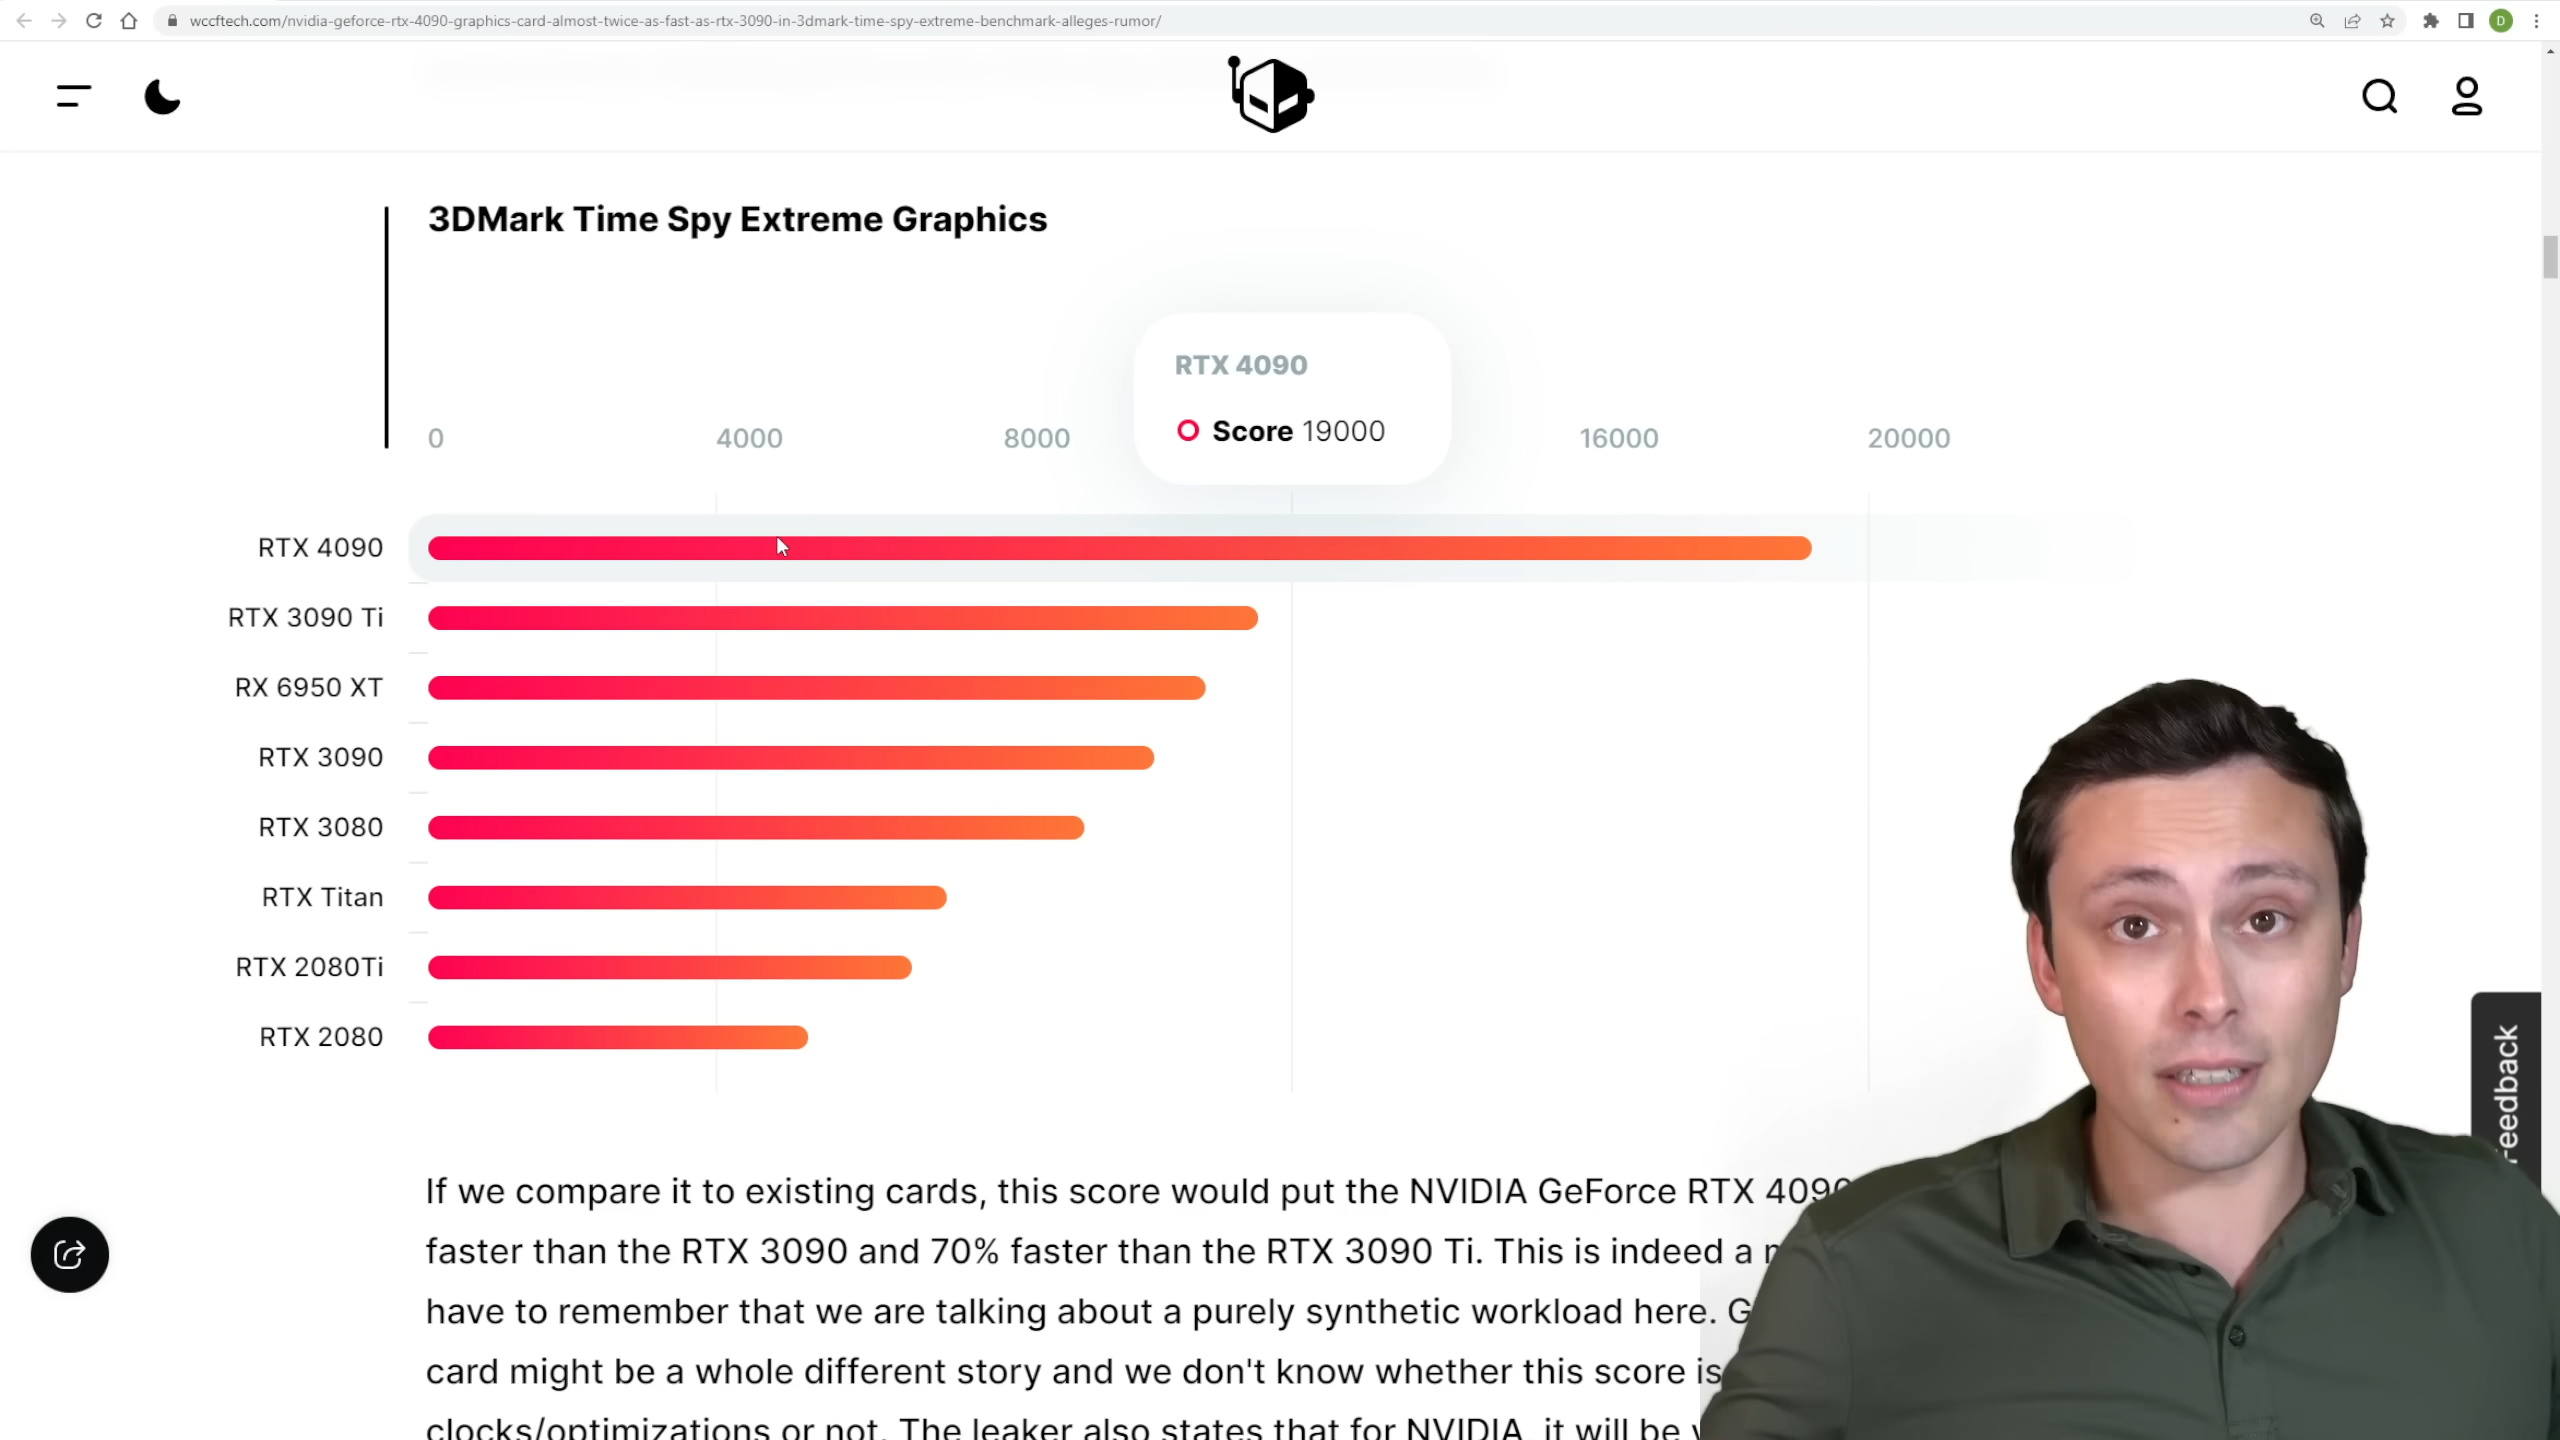 wccftech.com/nvidia-geforce-rtx-4090-graphics-card-almost-twice-as-fast-as-rtx-3090-in-3dmark-time-spy-extreme-benchmark-alleges-rumor/
D
3DMark Time Spy Extreme Graphics
RTX 4090
Score 19000
0 4000 8000 16000 20000
RTX 4090
RTX 3090 Ti
RX 6950 XT
RTX 3090
RTX 3080
RTX Titan
RTX 2080Ti
RTX 2080
Feedback
If we compare it to existing cards, this score would put the NVIDIA GeForce RTX 4090
faster than the RTX 3090 and 70% faster than the RTX 3090 Ti. This is indeed a
have to remember that we are talking about a purely synthetic workload here.
card might be a whole different story and we don't know whether this score is
clocks/optimizations or not. The leaker also states that for NVIDIA, it will be